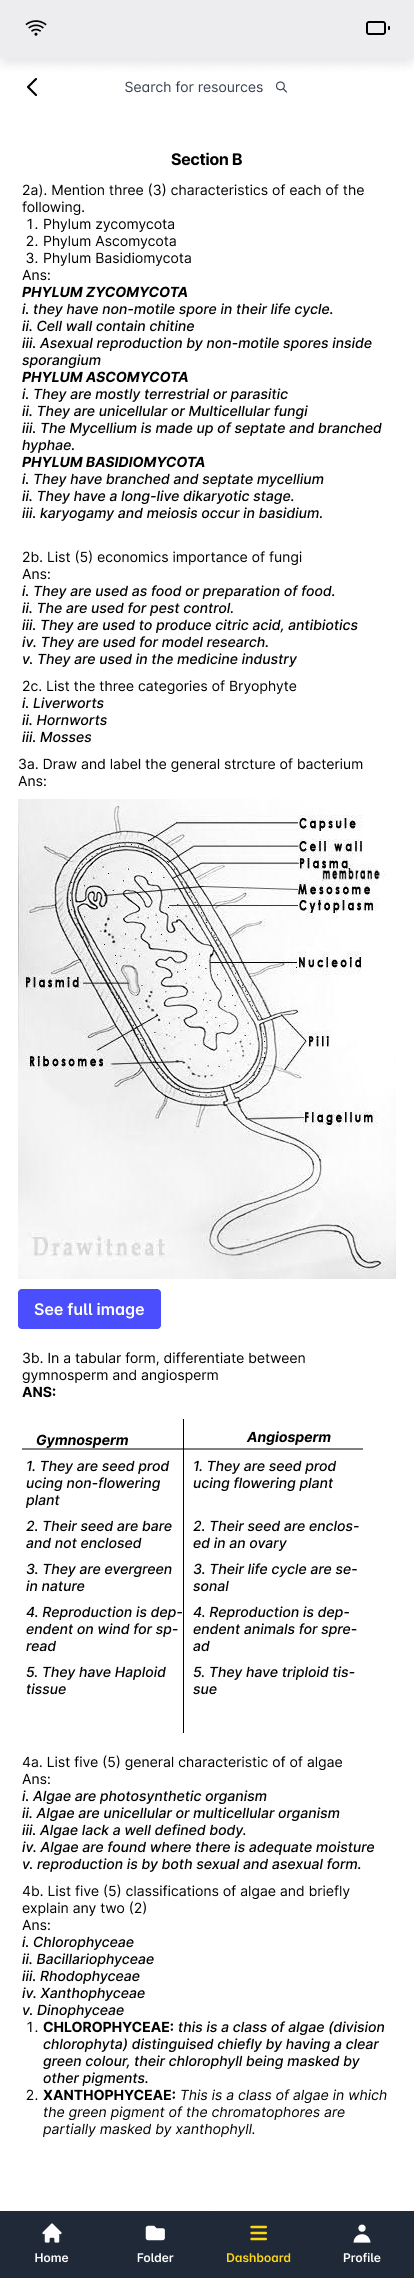 Search for resources
Section B
2a). Mention three (3) characteristics of each of the
following.
1. Phylum zycomycota
2. Phylum Ascomycota
3. Phylum Basidiomycota
Ans:
PHYLUM ZYCOMYCOTA
i. they have non-motile spore in their life cycle.
ii. Cell wall contain chitine
iii. Asexual reproduction by non-motile spores inside
sporangium
PHYLUM ASCOMYCOTA
i. They are mostly terrestrial or parasitic
ii. They are unicellular or Multicellular fungi
iii. The Mycellium is made up of septate and branched
hyphae.
PHYLUM BASIDIOMYCOTA
i. They have branched and septate mycellium
ii. They have a long-live dikaryotic stage.
iii. karyogamy and meiosis occur in basidium.
2b. List (5) economics importance of fungi
Ans:
i. They are used as food or preparation of food.
ii. The are used for pest control.
iii. They are used to produce citric acid, antibiotics
iv. They are used for model research.
v. They are used in the medicine industry
2c. List the three categories of Bryophyte
i. Liverworts
ii. Hornworts
iii. Mosses
3a. Draw and label the general strcture of bacterium
Ans:
Capsule
Cell wall
Plasma
membrane
Mesosome
Cytoplasm
Nucleoid
Plasmid
Pili
Ribosomes
Flagellum
Drawitneat
See full image
3b. In a tabular form, differentiate between
gymnosperm and angiosperm
ANS:
Gymnosperm
Angiosperm
1. They are seed prod
ucing non-flowering
plant
1. They are seed prod
ucing flowering plant
2. Their seed are bare
and not enclosed
2. Their seed are enclos-
ed in an ovary
3. They are evergreen
in nature
3. Their life cycle are se-
sonal
4. Reproduction is dep-
endent on wind for sp-
read
4. Reproduction is dep-
endent animals for spre-
ad
5. They have Haploid
tissue
5. They have triploid tis-
sue
4a. List five (5) general characteristic of of algae
Ans:
i. Algae are photosynthetic organism
ii. Algae are unicellular or multicellular organism
iii. Algae lack a well defined body.
iv. Algae are found where there is adequate moisture
v. reproduction is by both sexual and asexual form.
4b. List five (5) classifications of algae and briefly
explain any two (2)
Ans:
i. Chlorophyceae
ii. Bacillariophyceae
iii. Rhodophyceae
iv. Xanthophyceae
v. Dinophyceae
1. CHLOROPHYCEAE: this is a class of algae (division
chlorophyta) distinguised chiefly by having a clear
green colour, their chlorophyll being masked by
other pigments.
2. XANTHOPHYCEAE: This is a class of algae in which
the green pigment of the chromatophores are
partially masked by xanthophyll.
Home
Folder
Dashboard
Profile